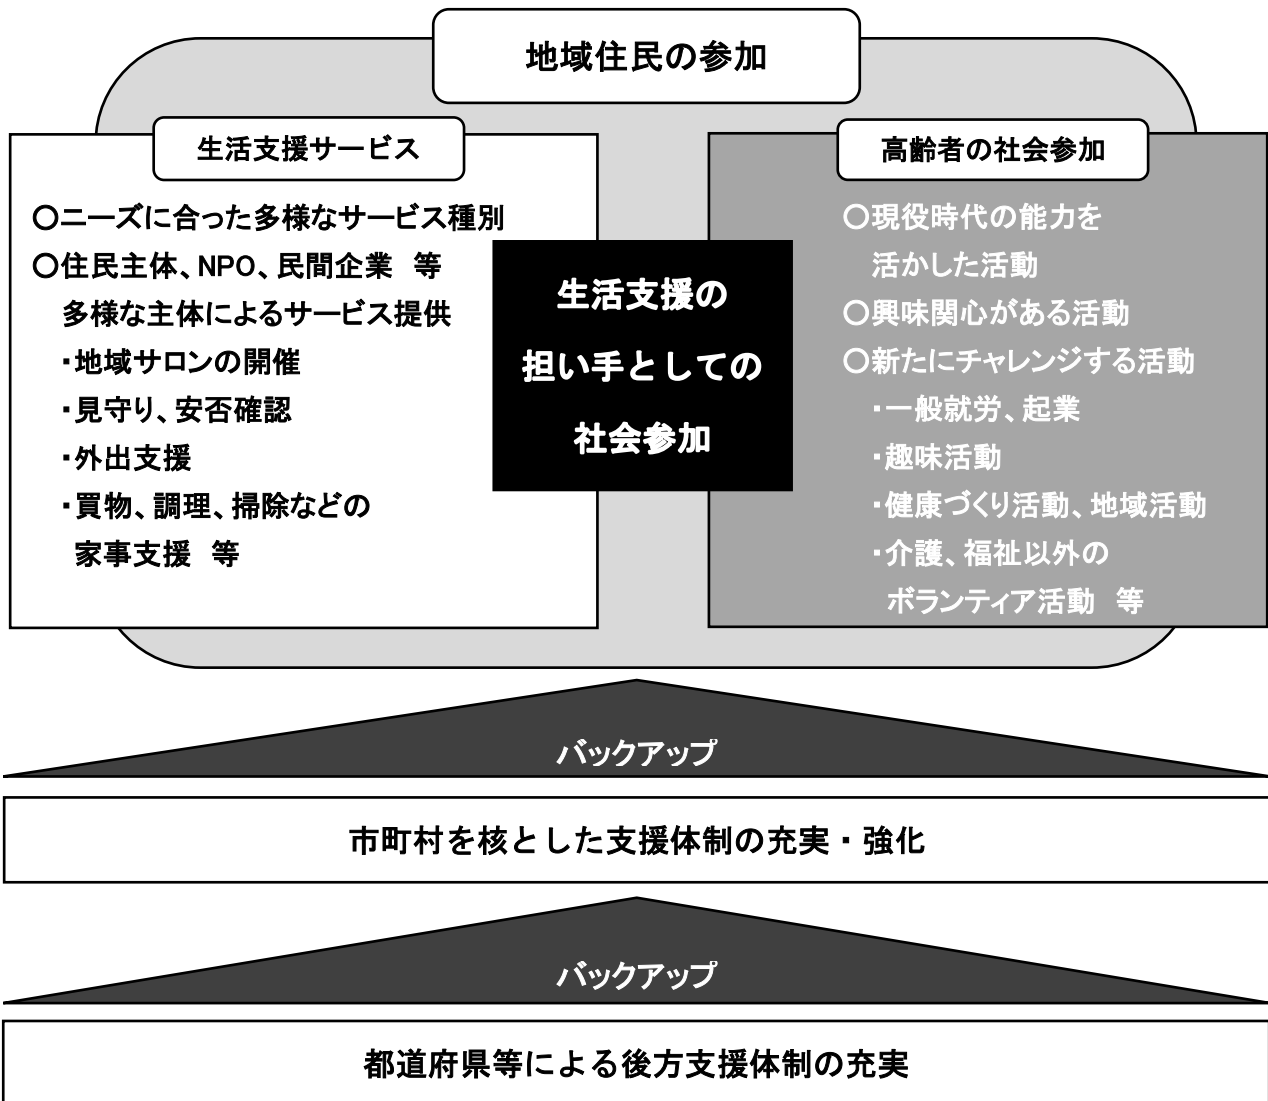 地域住民の参加
生活支援サービス
〇ニーズに合った多様なサービス種別
〇住民主体、NPO、民間企業　等
多様な主体によるサービス提供
・地域サロンの開催
・見守り、安否確認
・外出支援
・買物、調理、掃除などの
家事支援　等
生活支援の
担い手としての
社会参加
高齢者の社会参加
〇現役時代の能力を
活かした活動
〇興味関心がある活動
〇新たにチャレンジする活動
・一般就労、起業
・趣味活動
・健康づくり活動、地域活動
・介護、福祉以外の
ボランティア活動　等
バックアップ
市町村を核とした支援体制の充実・強化
バックアップ
都道府県等による後方支援体制の充実